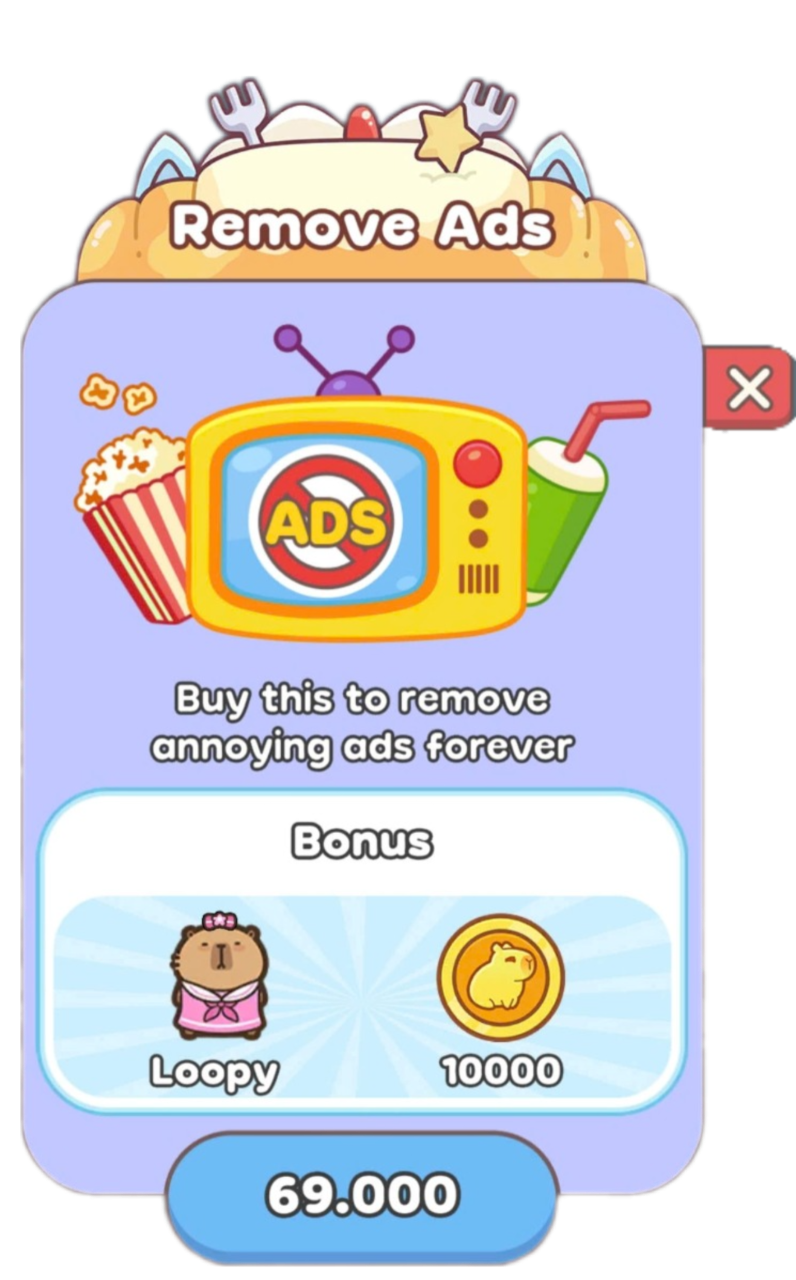 Remove Ads
ADS
Buy this to remove
annoying ads forever
Bonus
Loopy
10000
69.000